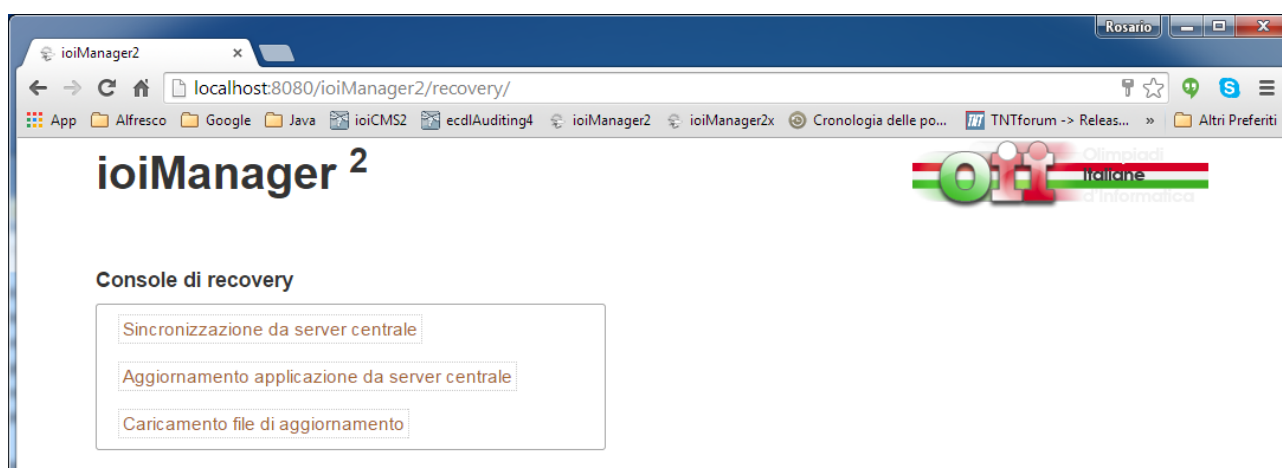 Rosario
ioiManager2
localhost:8080/ioiManager2/recovery/
App Alfresco Google Java ioiCMS2 ecdlAuditing4 ioiManager2 ioiManager2x Cronologia delle po... TNTforum -> Releas... » Altri Preferiti
ioiManager 2
oii
Olimpiadi
Italiane
d'Informatica
Console di recovery
Sincronizzazione da server centrale
Aggiornamento applicazione da server centrale
Caricamento file di aggiornamento